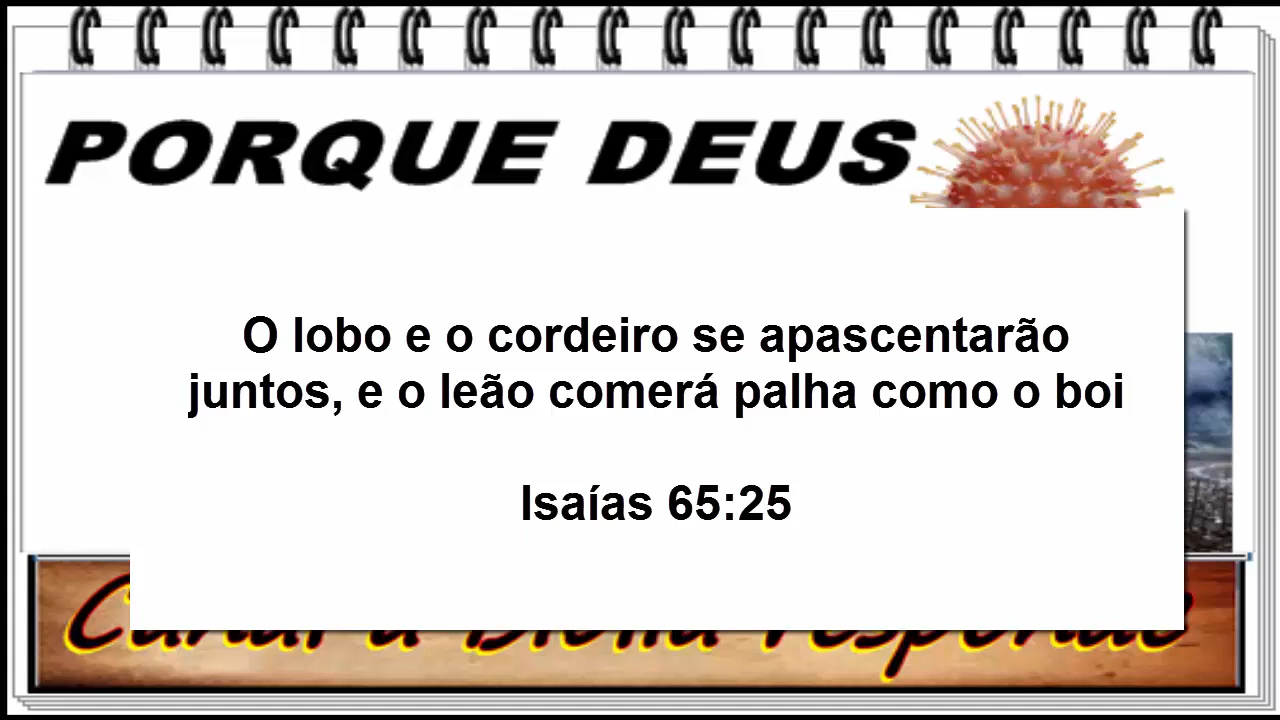 PORQUE DEUS
O lobo e o cordeiro se apascentarão
juntos, e o leão comerá palha como o boi
Isaías 65:25